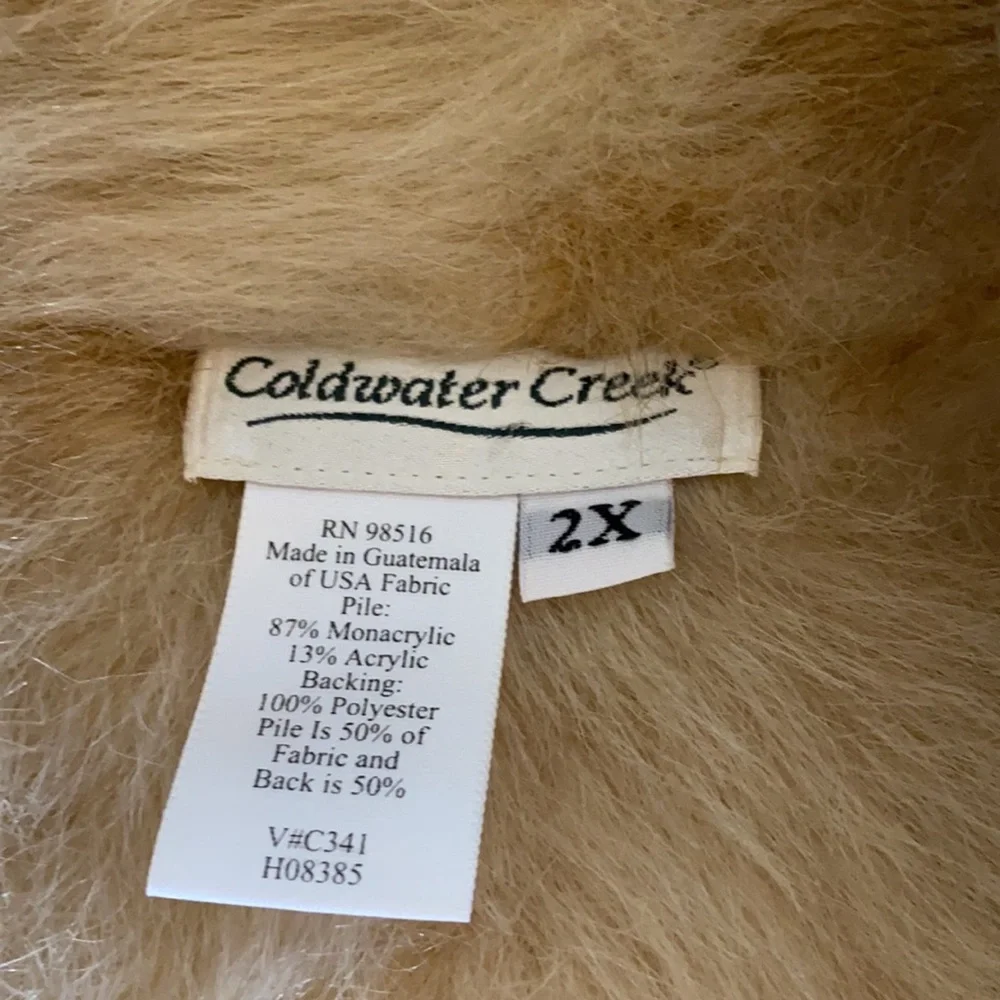 Coldwater Creek®
2X
RN 98516
Made in Guatemala
of USA Fabric
Pile:
87% Monacrylic
13% Acrylic
Backing:
100% Polyester
Pile Is 50% of
Fabric and
Back is 50%
V#C341
H08385